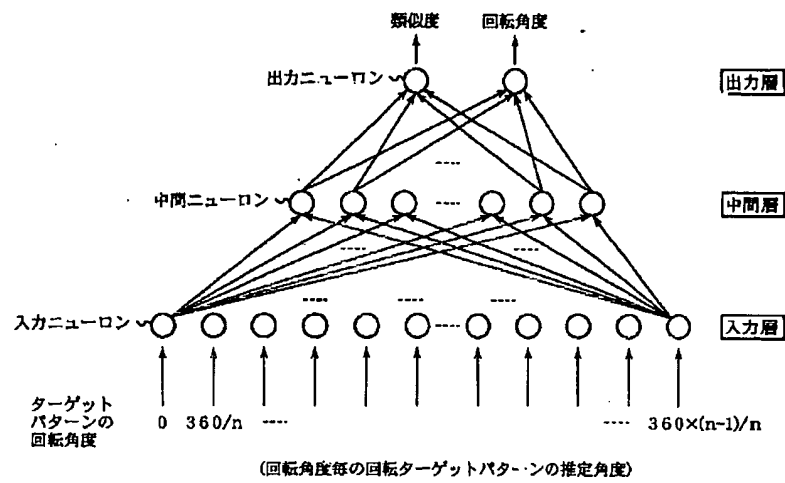 類似度 回転角度
出力ニューロン 出力層
中間ニューロン 中間層
入力ニューロン 入力層
ターゲット
パターンの
回転角度
0 360/n ---- ---- 360×(n-1)/n
(回転角度毎の回転ターゲットパターンの推定角度)